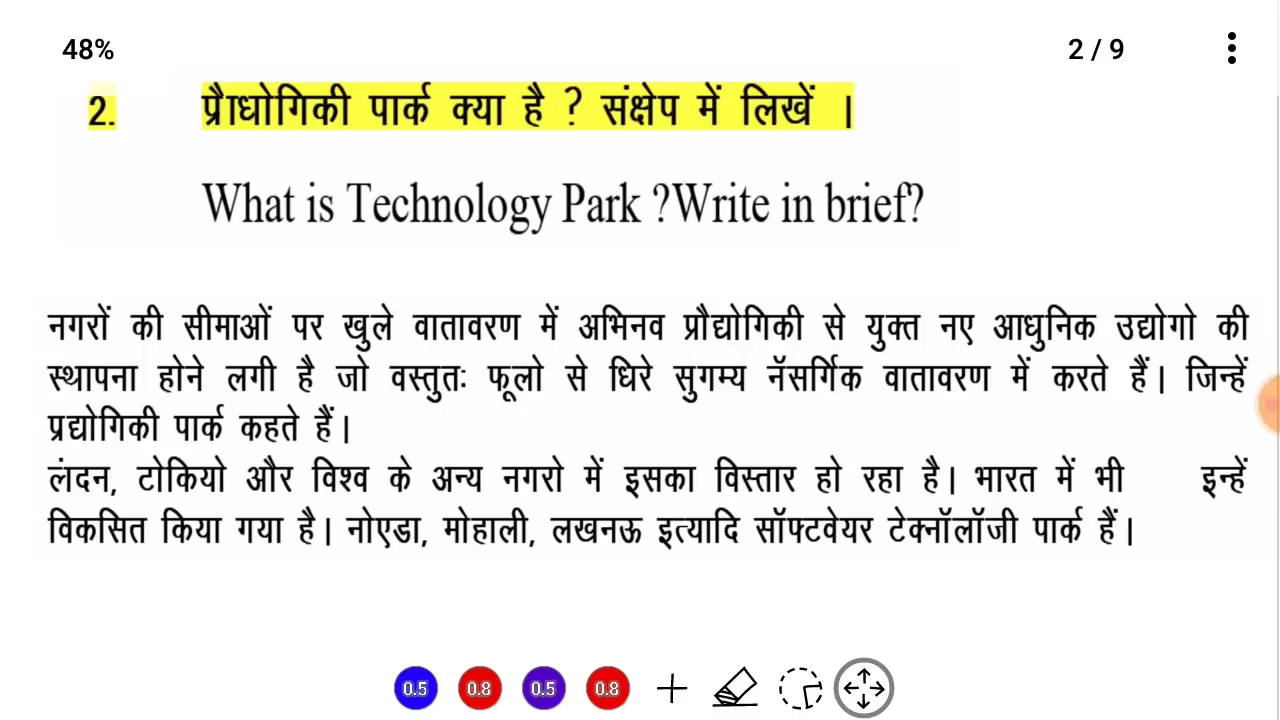 48%
2 / 9
2. प्रौाधोगिकी पार्क क्या है ? संक्षेप में लिखें ।
What is Technology Park ?Write in brief?
नगरों की सीमाओं पर खुले वातावरण में अभिनव प्रौद्योगिकी से युक्त नए आधुनिक उद्योगो की
स्थापना होने लगी है जो वस्तुतः फूलो से धिरे सुगम्य नॅसर्गिक वातावरण में करते हैं। जिन्हें
प्रद्योगिकी पार्क कहते हैं।
लंदन, टोकियो और विश्व के अन्य नगरो में इसका विस्तार हो रहा है। भारत में भी इन्हें
विकसित किया गया है। नोएडा, मोहाली, लखनऊ इत्यादि सॉफ्टवेयर टेक्नॉलॉजी पार्क हैं।
0.5 0.8 0.5 0.8